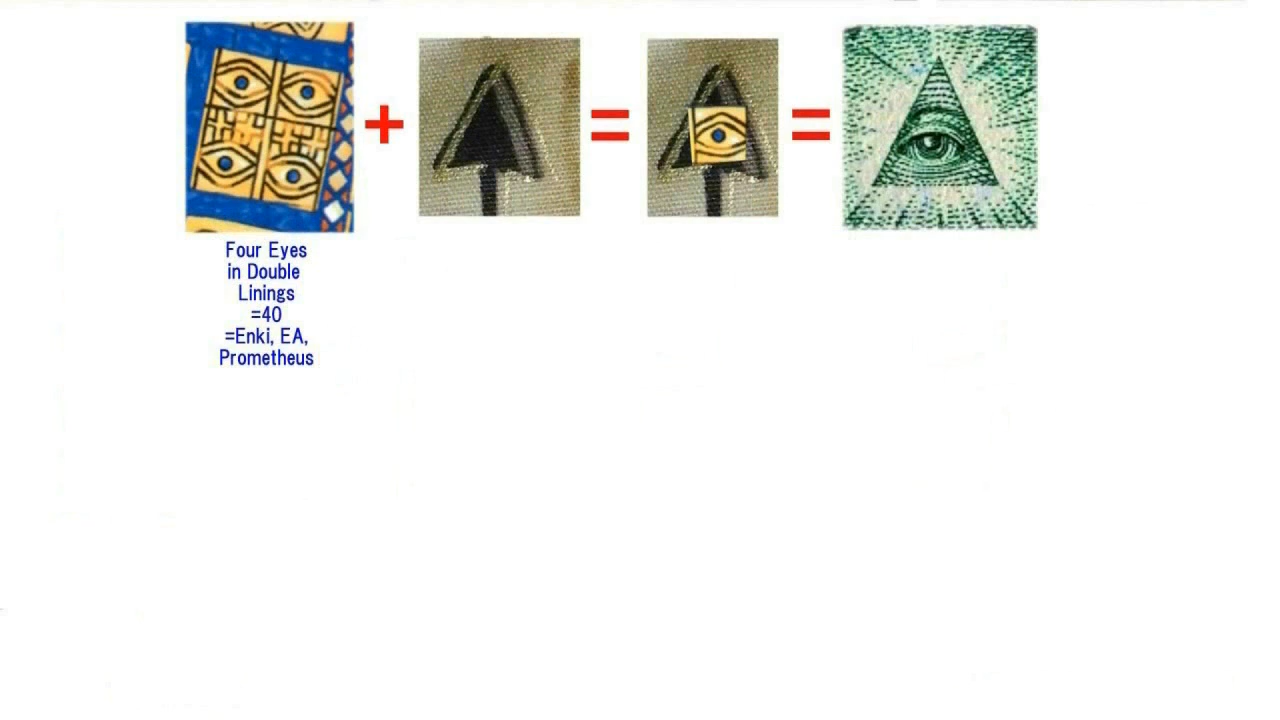 + = =
Four Eyes
in Double
Linings
=40
=Enki, EA,
Prometheus